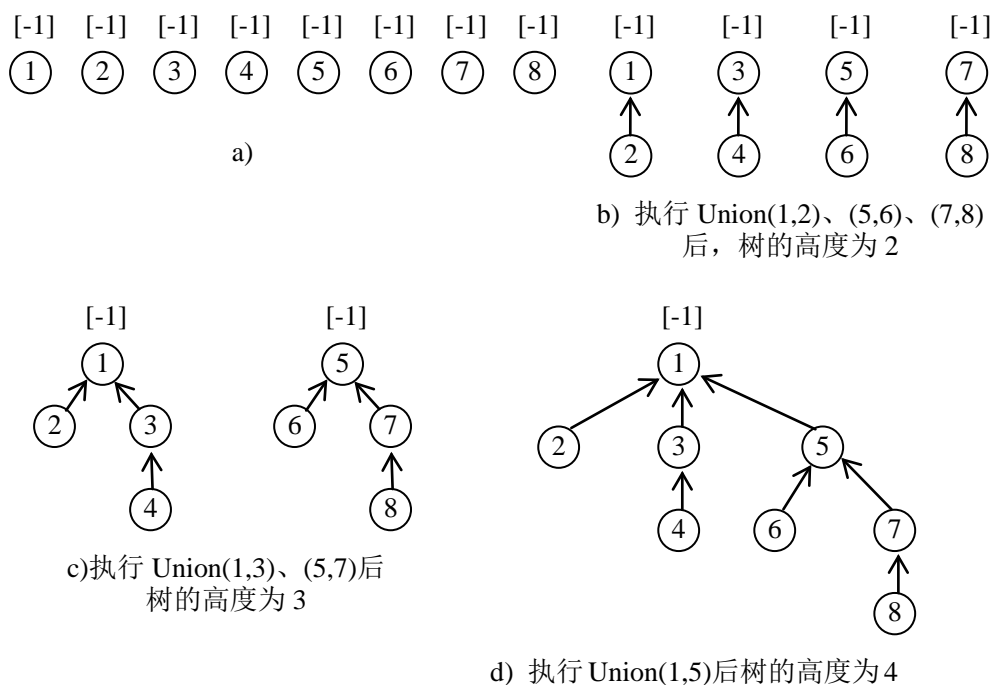 [-1] [-1] [-1] [-1] [-1] [-1] [-1] [-1]
1 2 3 4 5 6 7 8
a)
[-1] [-1] [-1] [-1]
1 3 5 7
2 4 6 8
b) 执行 Union(1,2)、(5,6)、(7,8)
后，树的高度为 2
[-1] [-1]
1 5
2 3 6 7
4 8
c)执行 Union(1,3)、(5,7)后
树的高度为 3
[-1]
1
2 3 5
4 6 7
8
d) 执行 Union(1,5)后树的高度为 4